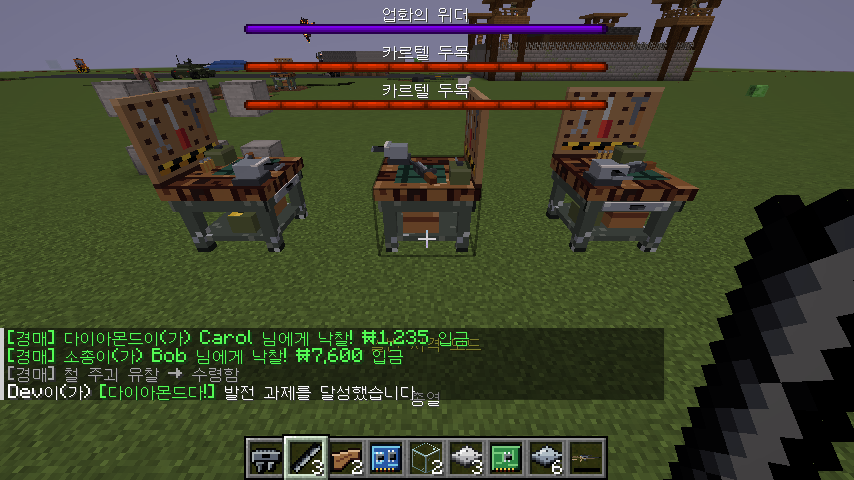 업화의 위더
카르텔 두목
카르텔 두목
[경매] 다이아몬드이(가) Carol 님에게 낙찰! ₩1,235 입금
[경매] 소총이(가) Bob 님에게 낙찰! ₩7,600 입금
[경매] 철 주괴 유찰 → 수령함
Dev이(가) [다이아몬드다!] 발전 과제를 달성했습니다
총열
3
2
2
3
6